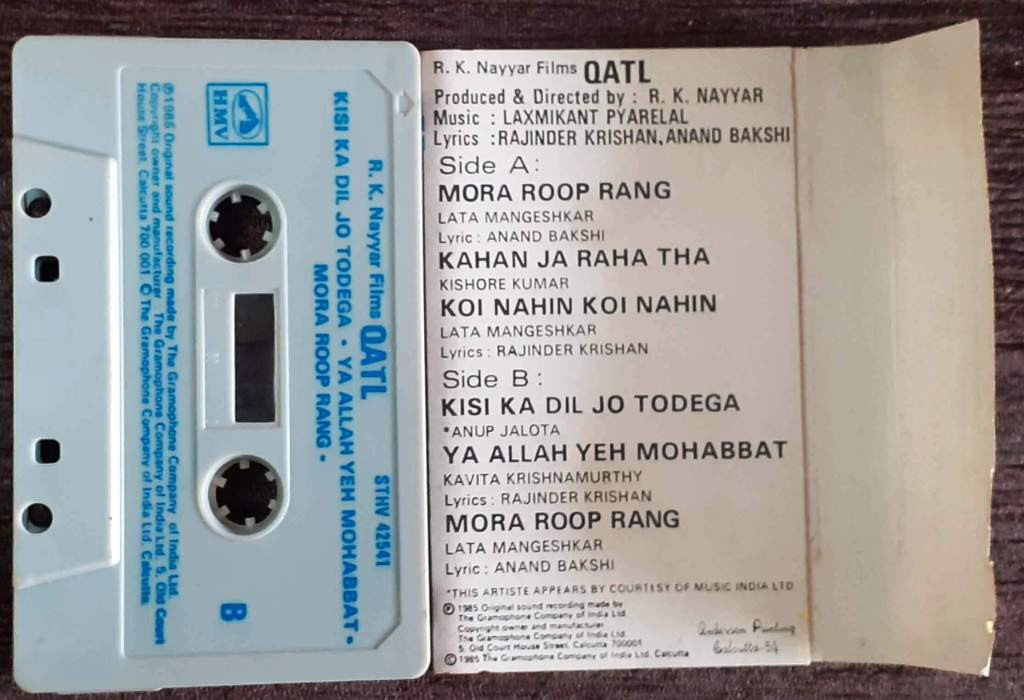 R. K. Nayyar Films QATL
STHV 42541
KISI KA DIL JO TODEGA • YA ALLAH YEH MOHABBAT •
MORA ROOP RANG •
HMV
B
℗1985 Original sound recording made by The Gramophone Company of India Ltd.
Copyright owner and manufacturer : The Gramophone Company of India Ltd. 5, Old Court
House Street, Calcutta 700 001. © The Gramophone Company of India Ltd. Calcutta
R. K. Nayyar Films QATL
Produced & Directed by : R. K. NAYYAR
Music : LAXMIKANT PYARELAL
Lyrics : RAJINDER KRISHAN, ANAND BAKSHI
Side A :
MORA ROOP RANG
LATA MANGESHKAR
Lyric : ANAND BAKSHI
KAHAN JA RAHA THA
KISHORE KUMAR
KOI NAHIN KOI NAHIN
LATA MANGESHKAR
Lyrics : RAJINDER KRISHAN
Side B :
KISI KA DIL JO TODEGA
*ANUP JALOTA
YA ALLAH YEH MOHABBAT
KAVITA KRISHNAMURTHY
Lyrics : RAJINDER KRISHAN
MORA ROOP RANG
LATA MANGESHKAR
Lyric : ANAND BAKSHI
*THIS ARTISTE APPEARS BY COURTESY OF MUSIC INDIA LTD
℗ 1985 Original sound recording made by
The Gramophone Company of India Ltd.
Copyright owner and manufacturer
The Gramophone Company of India Ltd.
5, Old Court House Street, Calcutta 700001
© 1985 The Gramophone Company of India Ltd. Calcutta
Anderson Printing
Calcutta-54